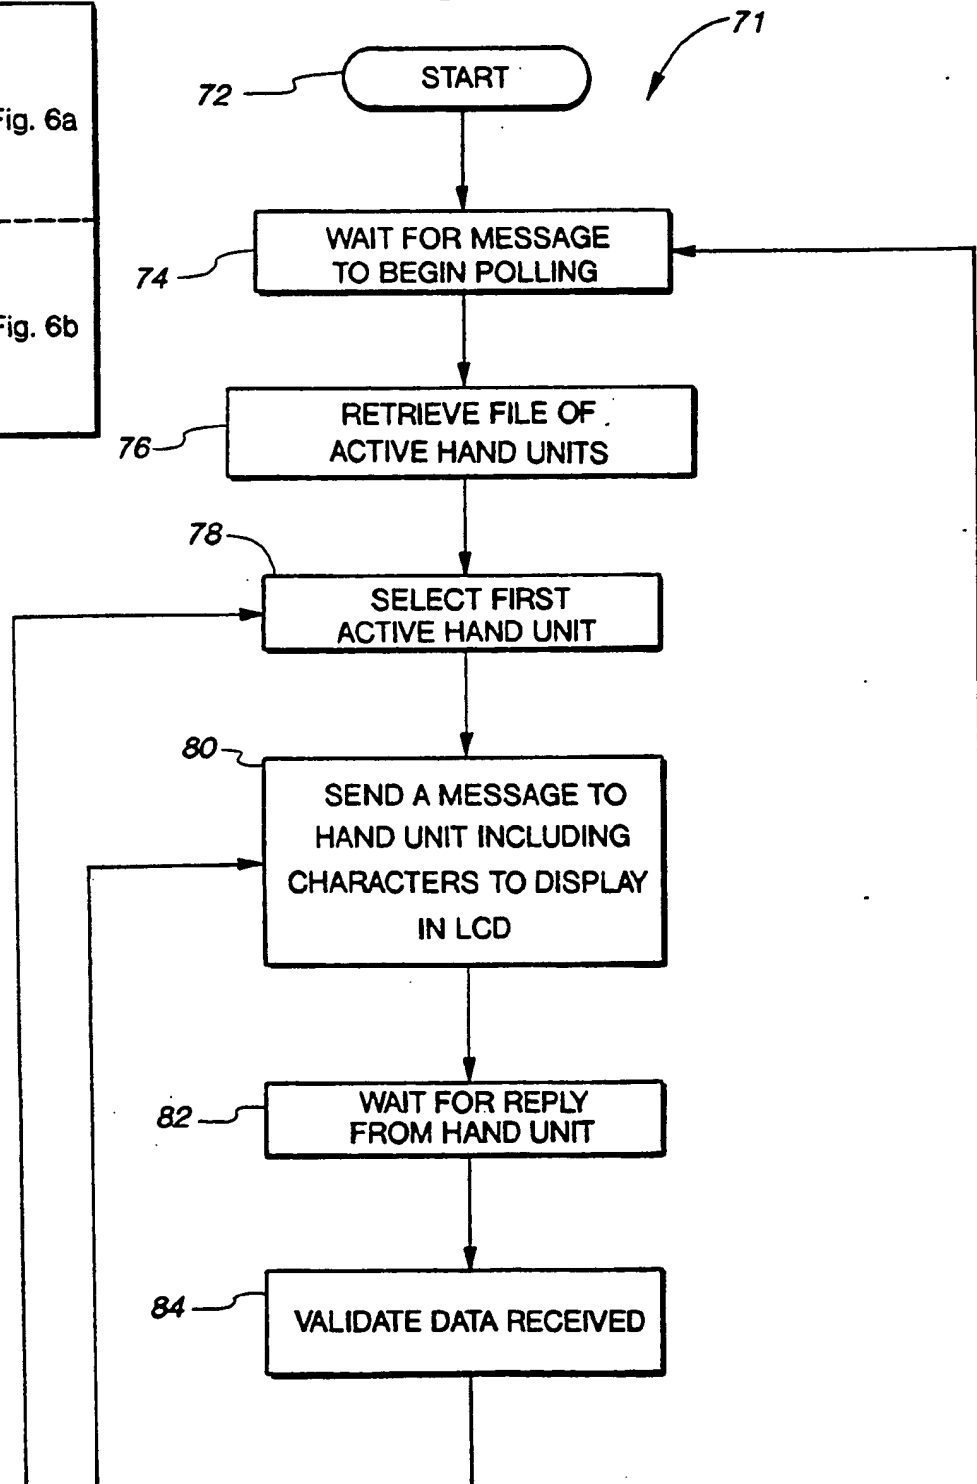 71
72
START
Fig. 6a
WAIT FOR MESSAGE
TO BEGIN POLLING
74
Fig. 6b
RETRIEVE FILE OF
ACTIVE HAND UNITS
76
78
SELECT FIRST
ACTIVE HAND UNIT
80
SEND A MESSAGE TO
HAND UNIT INCLUDING
CHARACTERS TO DISPLAY
IN LCD
82
WAIT FOR REPLY
FROM HAND UNIT
84
VALIDATE DATA RECEIVED